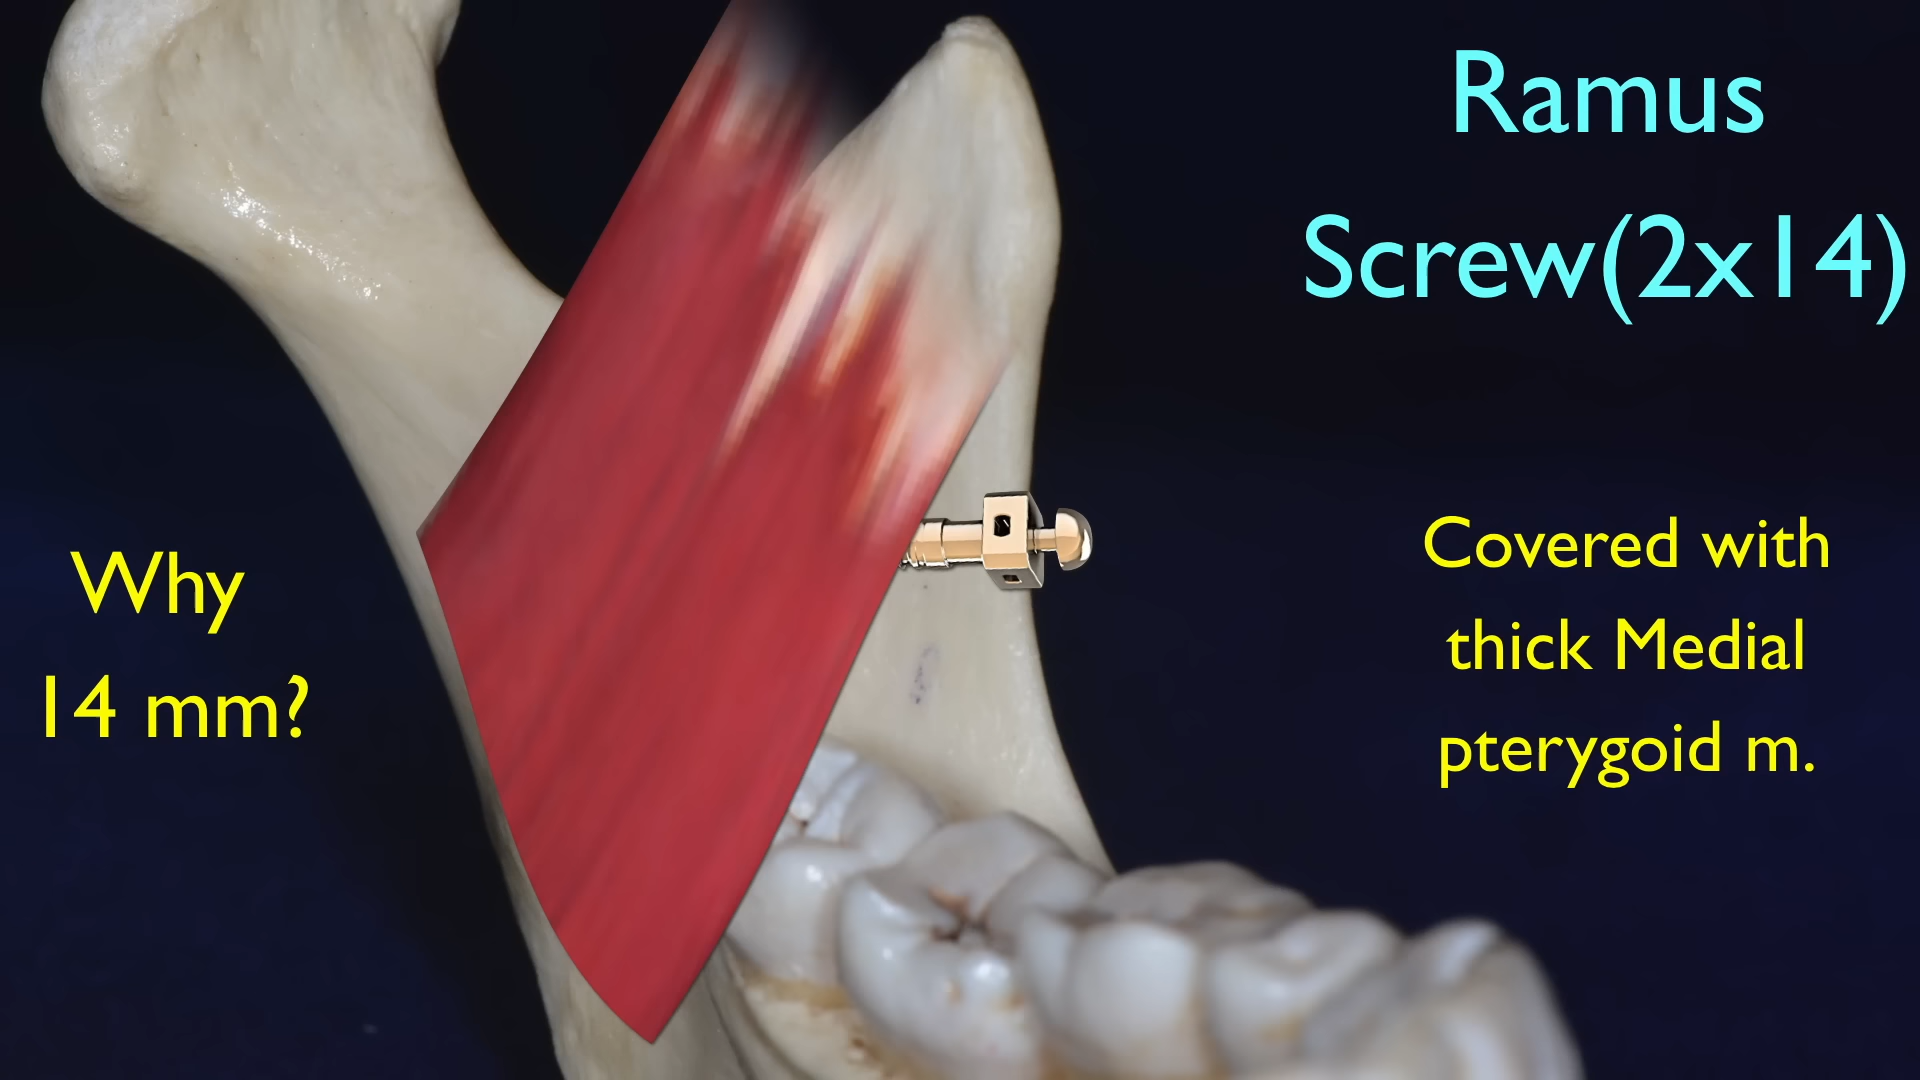 Ramus
Screw(2x14)
Why
14 mm?
Covered with
thick Medial
pterygoid m.